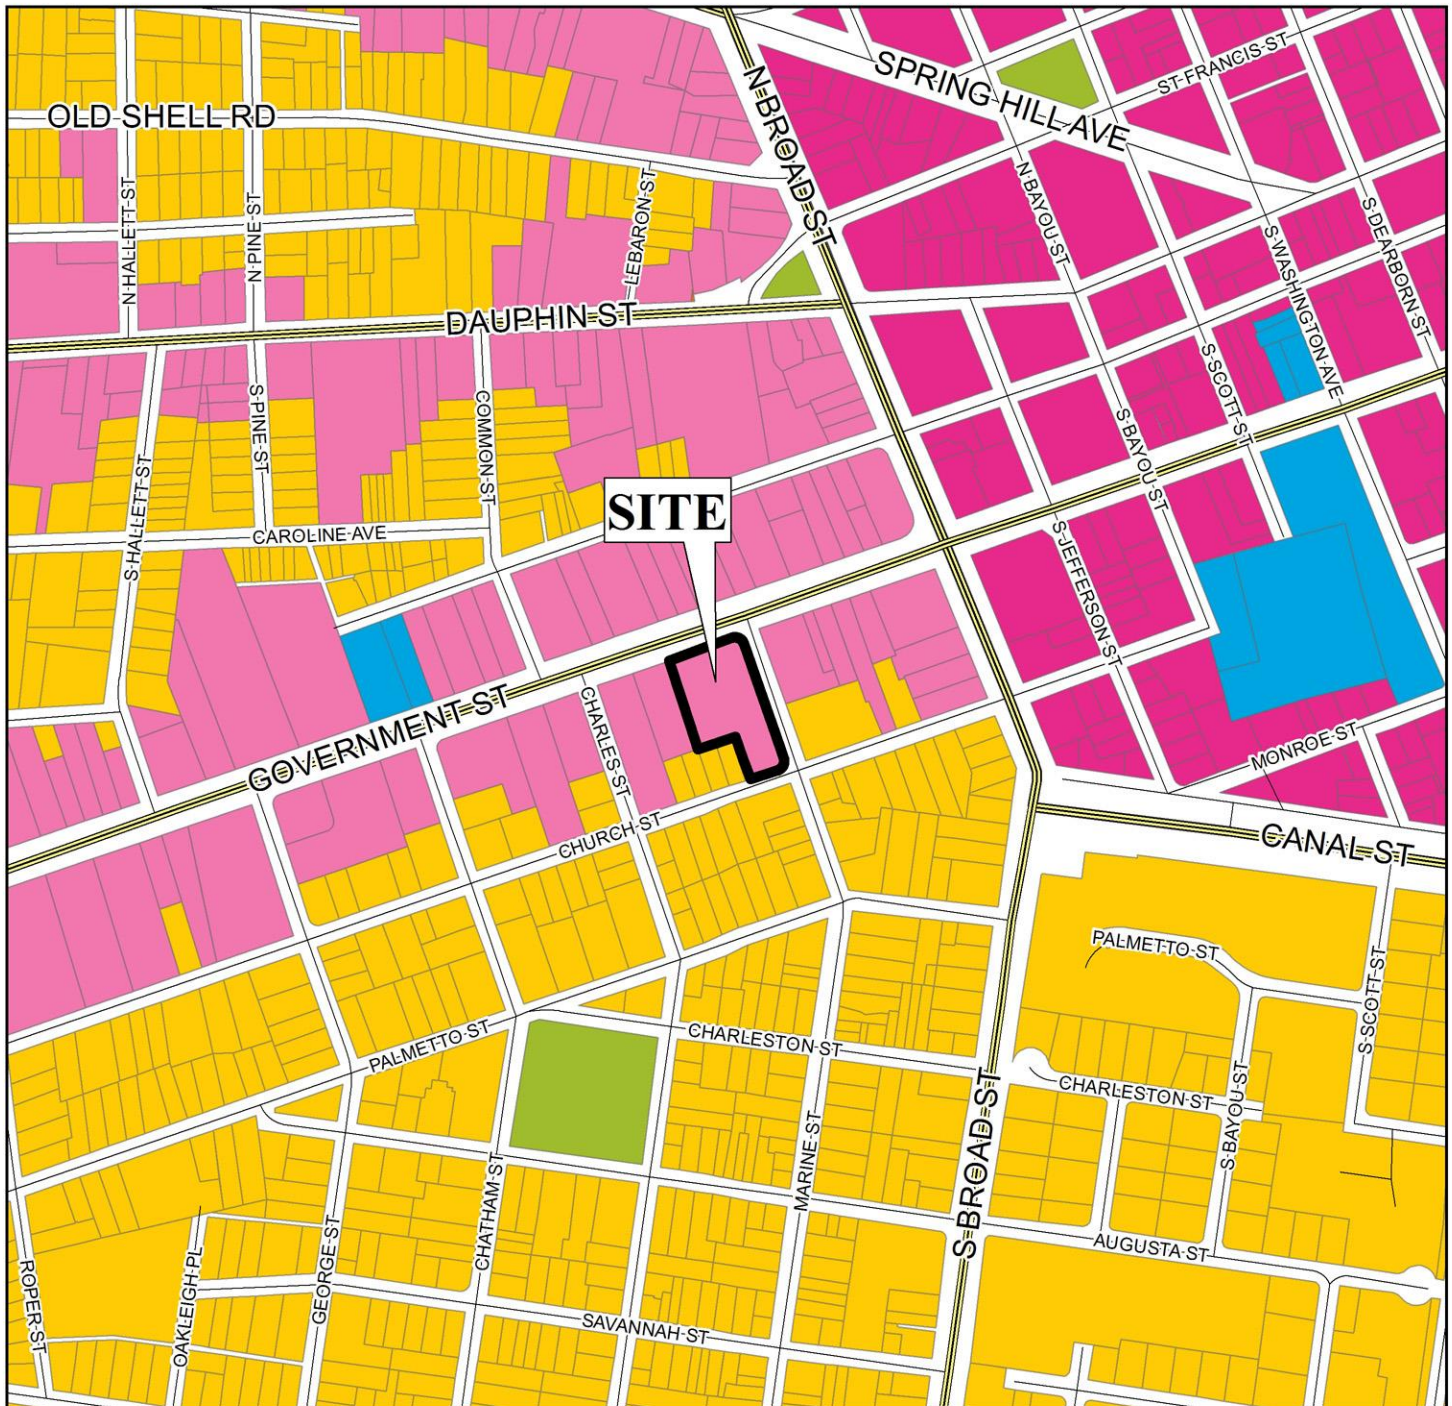 SPRING HILL AVE
ST FRANCIS ST
N BROAD ST
OLD SHELL RD
N HALLETT ST
N PINE ST
LEBARON ST
N BAYOU ST
S DEARBORN ST
S WASHINGTON AVE
DAUPHIN ST
S SCOTT ST
S PINE ST
COMMON ST
S BAYOU ST
S HALLETT ST
SITE
CAROLINE AVE
S JEFFERSON ST
GOVERNMENT ST
CHARLES ST
MONROE ST
CHURCH ST
CANAL ST
PALMETTO ST
S SCOTT ST
PALMETTO ST
CHARLESTON ST
CHARLESTON ST
S BAYOU ST
MARINE ST
S BROAD ST
CHATHAM ST
GEORGE ST
AUGUSTA ST
ROPER ST
OAKLEIGH PL
SAVANNAH ST